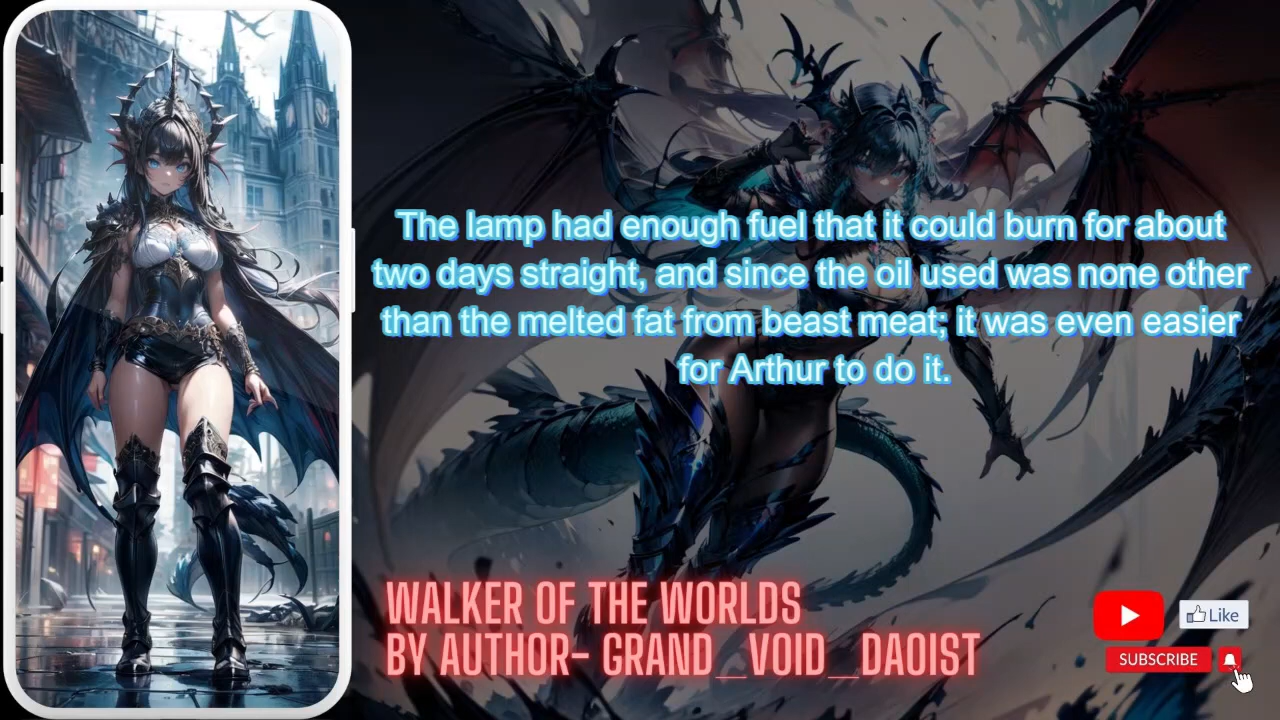 The lamp had enough fuel that it could burn for about
two days straight, and since the oil used was none other
than the melted fat from beast meat; it was even easier
for Arthur to do it.
WALKER OF THE WORLDS
BY AUTHOR- GRAND_VOID_DAOIST
Like
SUBSCRIBE